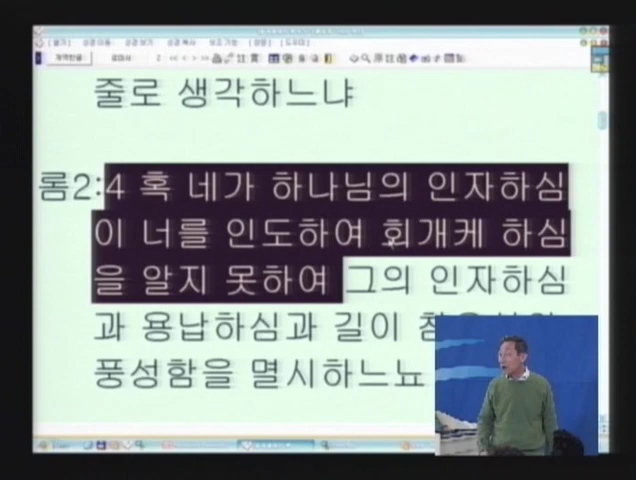 줄로 생각하느냐
롬2:4 혹 네가 하나님의 인자하심
이 너를 인도하여 회개케 하심
을 알지 못하여 그의 인자하심
과 용납하심과 길이
풍성함을 멸시하느뇨